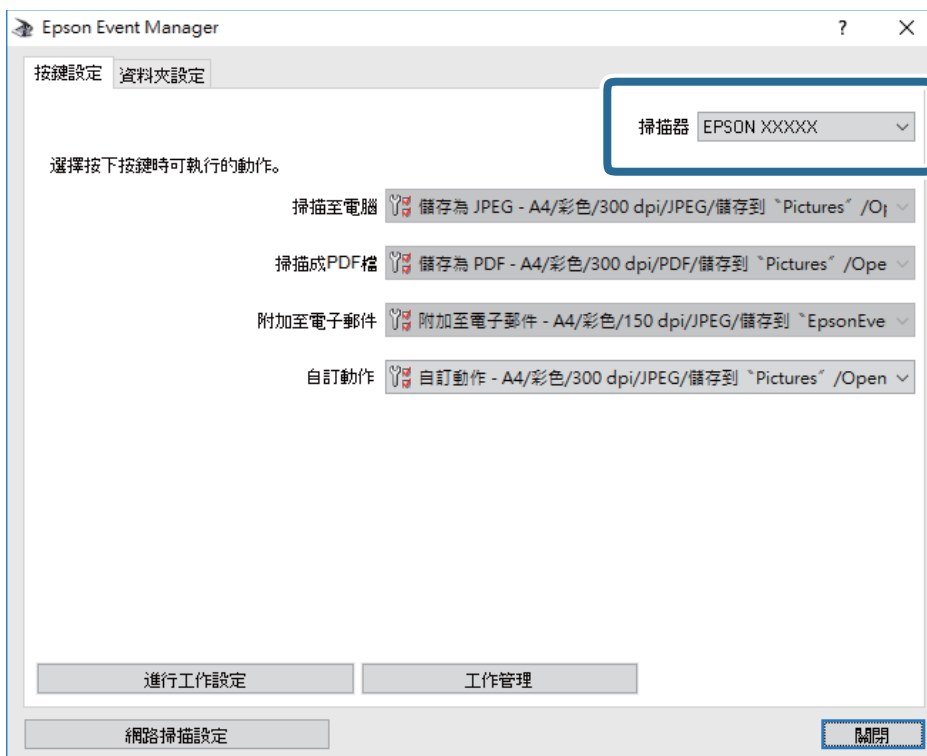 Epson Event Manager
按鍵設定 資料夾設定
掃描器 EPSON XXXXX
選擇按下按鍵時可執行的動作。
掃描至電腦 儲存為 JPEG - A4/彩色/300 dpi/JPEG/儲存到〝Pictures〞/Op
掃描成PDF檔 儲存為 PDF - A4/彩色/300 dpi/PDF/儲存到〝Pictures〞/Ope
附加至電子郵件 附加至電子郵件 - A4/彩色/150 dpi/JPEG/儲存到〝EpsonEve
自訂動作 自訂動作 - A4/彩色/300 dpi/JPEG/儲存到〝Pictures〞/Open
進行工作設定 工作管理
網路掃描設定 關閉